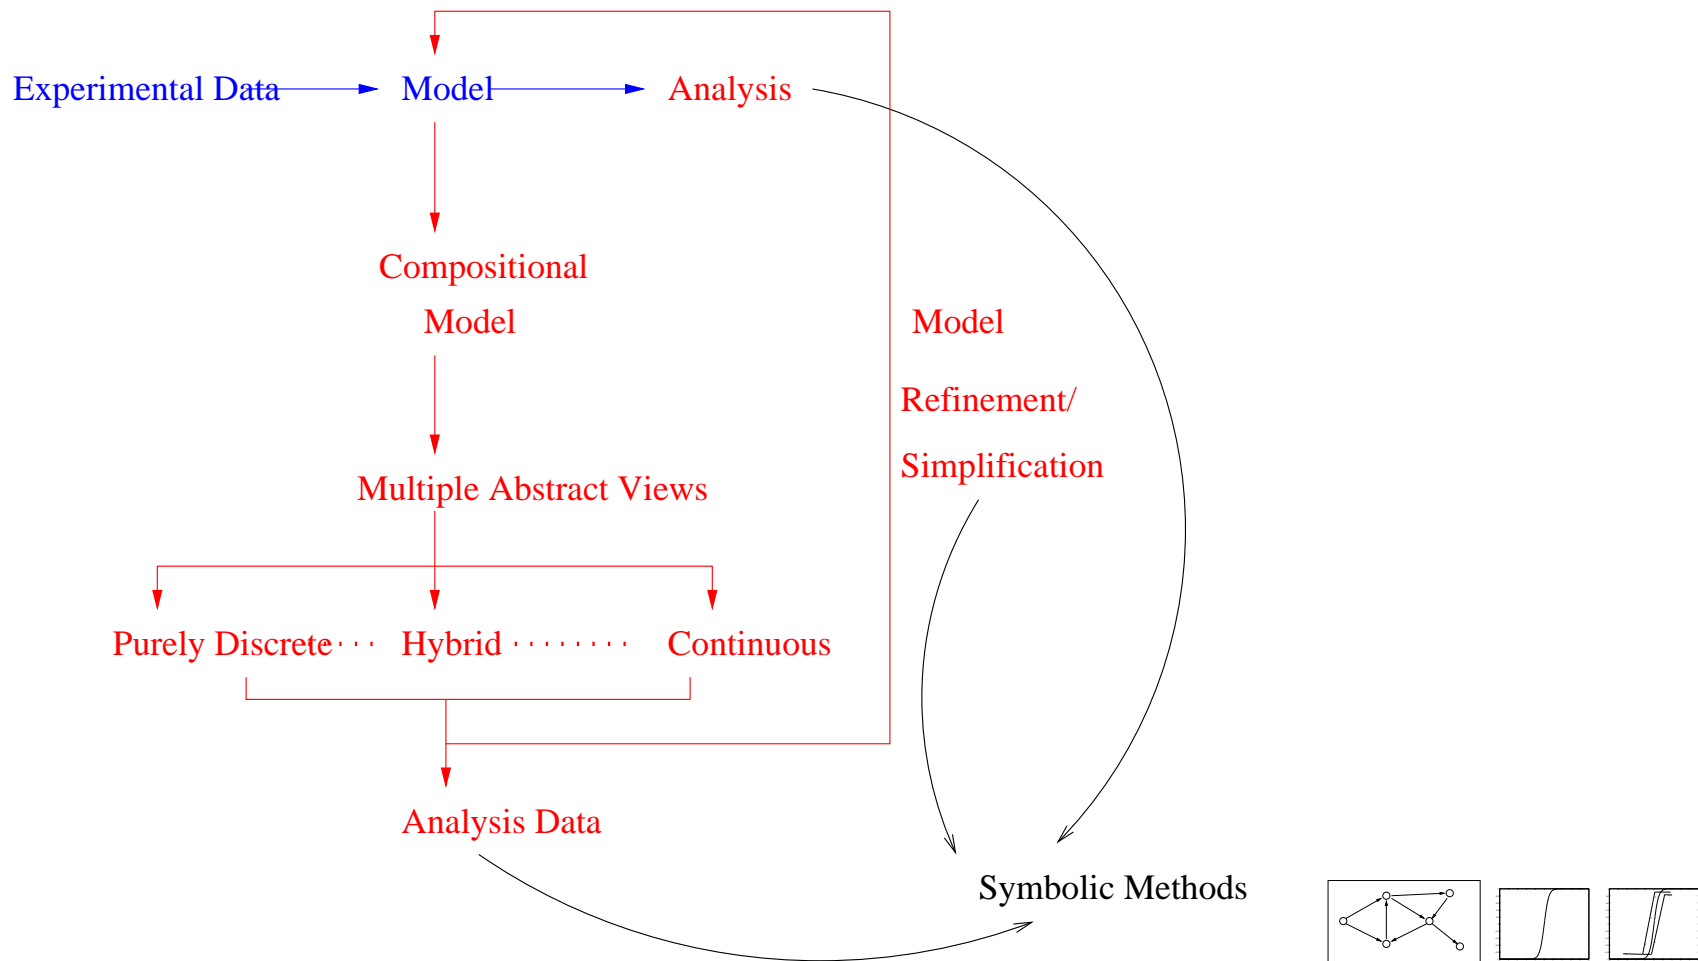 Experimental Data
Model
Analysis
Compositional
Model
Model
Refinement/
Simplification
Multiple Abstract Views
Purely Discrete
Hybrid
Continuous
Analysis Data
Symbolic Methods